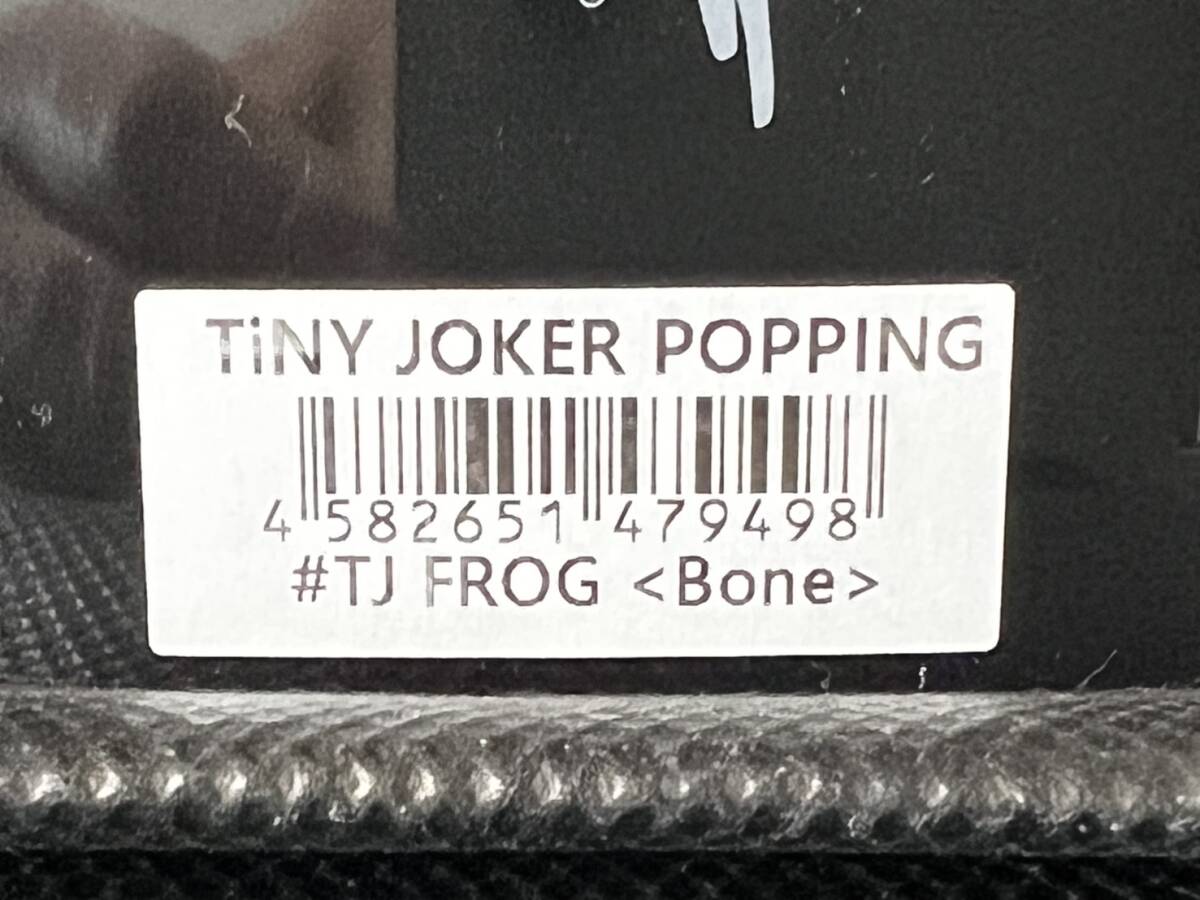 TiNY JOKER POPPING
4 582651 479498
#TJ FROG <Bone>